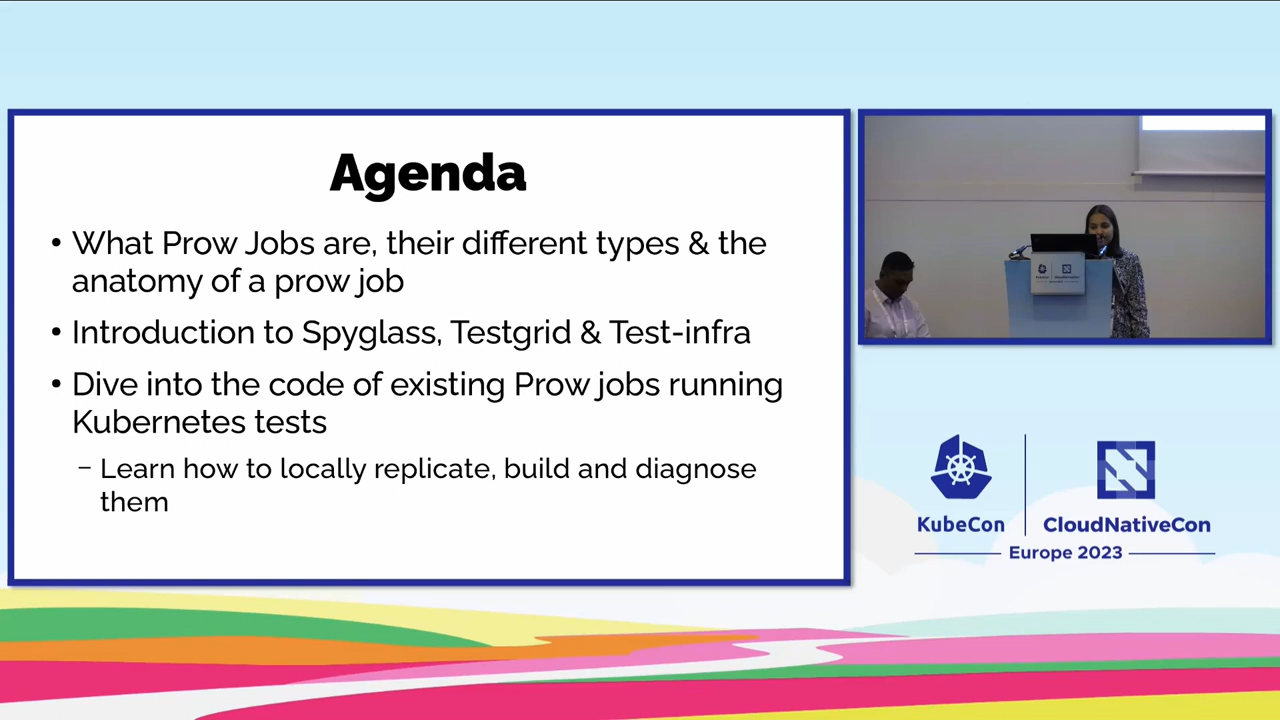 Agenda
• What Prow Jobs are, their different types & the
anatomy of a prow job
• Introduction to Spyglass, Testgrid & Test-infra
• Dive into the code of existing Prow jobs running
Kubernetes tests
– Learn how to locally replicate, build and diagnose
them
KubeCon
CloudNativeCon
Europe 2023